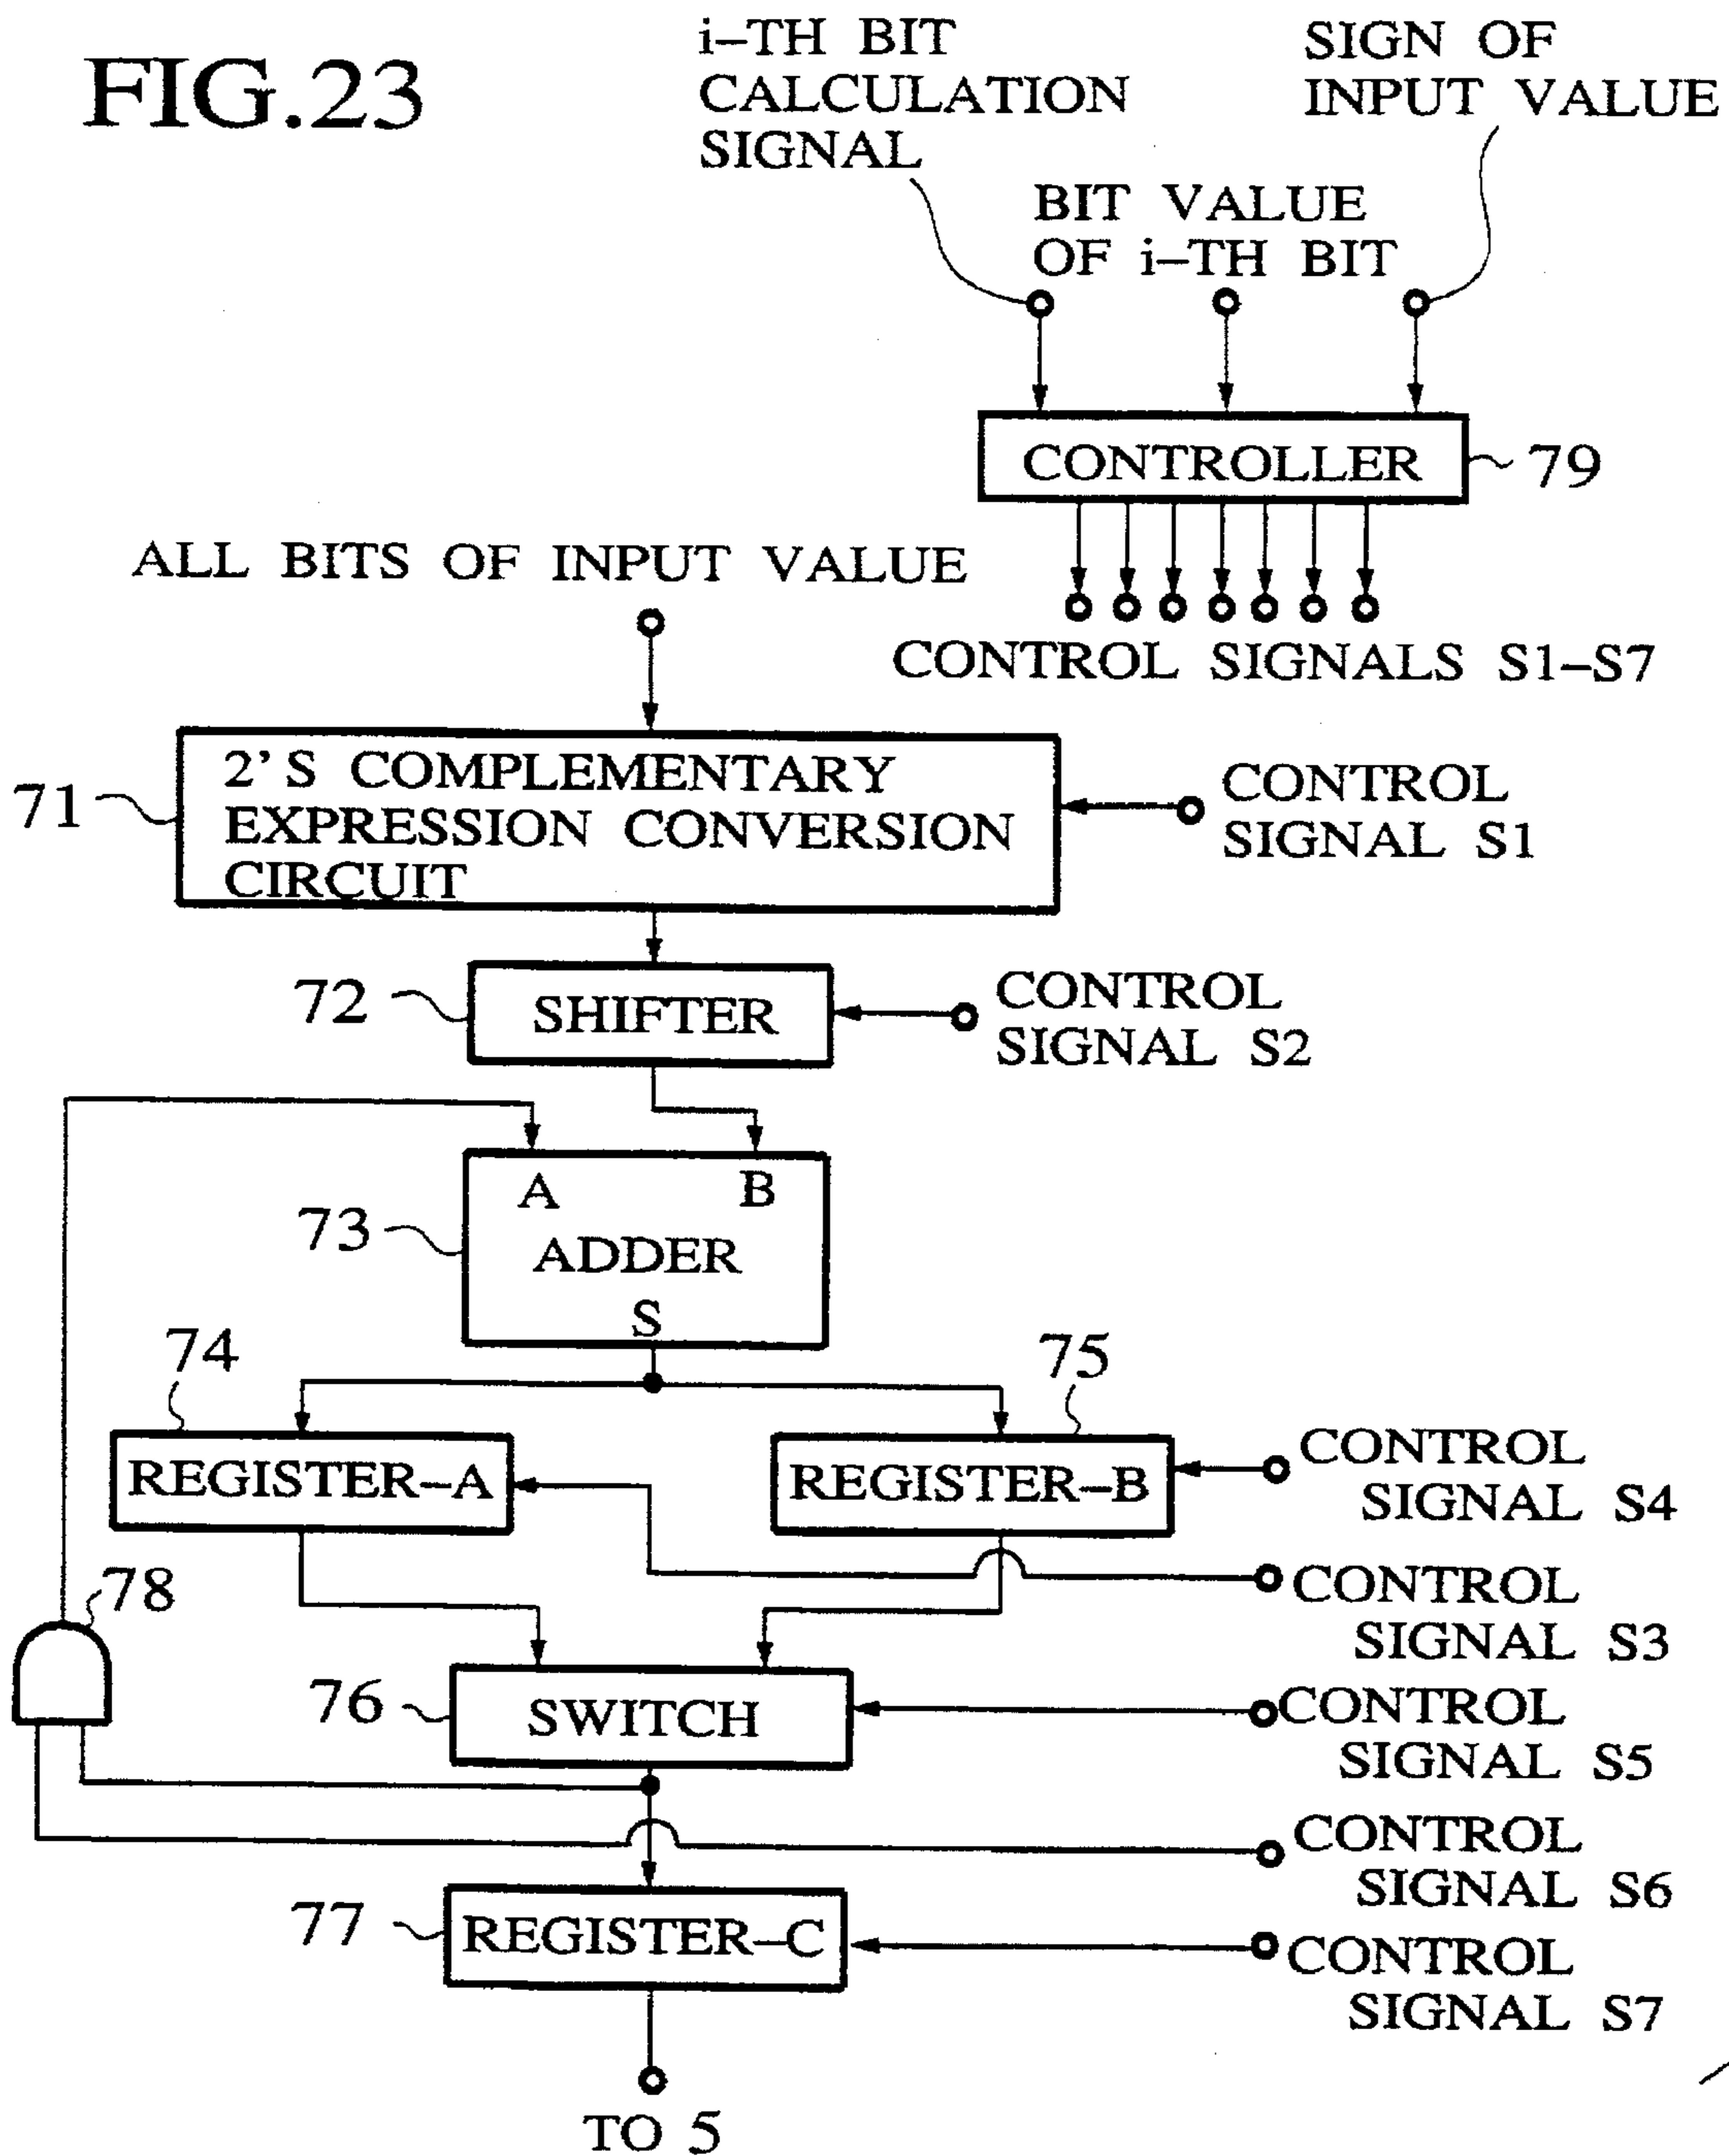 FIG.23
i–TH BIT
CALCULATION
SIGNAL
SIGN OF
INPUT VALUE
BIT VALUE
OF i–TH BIT
CONTROLLER
79
CONTROL SIGNALS S1–S7
ALL BITS OF INPUT VALUE
71
2'S COMPLEMENTARY
EXPRESSION CONVERSION
CIRCUIT
CONTROL
SIGNAL S1
72
SHIFTER
CONTROL
SIGNAL S2
73
A B
ADDER
S
74
75
REGISTER–A
REGISTER–B
CONTROL
SIGNAL S4
78
CONTROL
SIGNAL S3
76
SWITCH
CONTROL
SIGNAL S5
CONTROL
SIGNAL S6
77
REGISTER–C
CONTROL
SIGNAL S7
TO 5